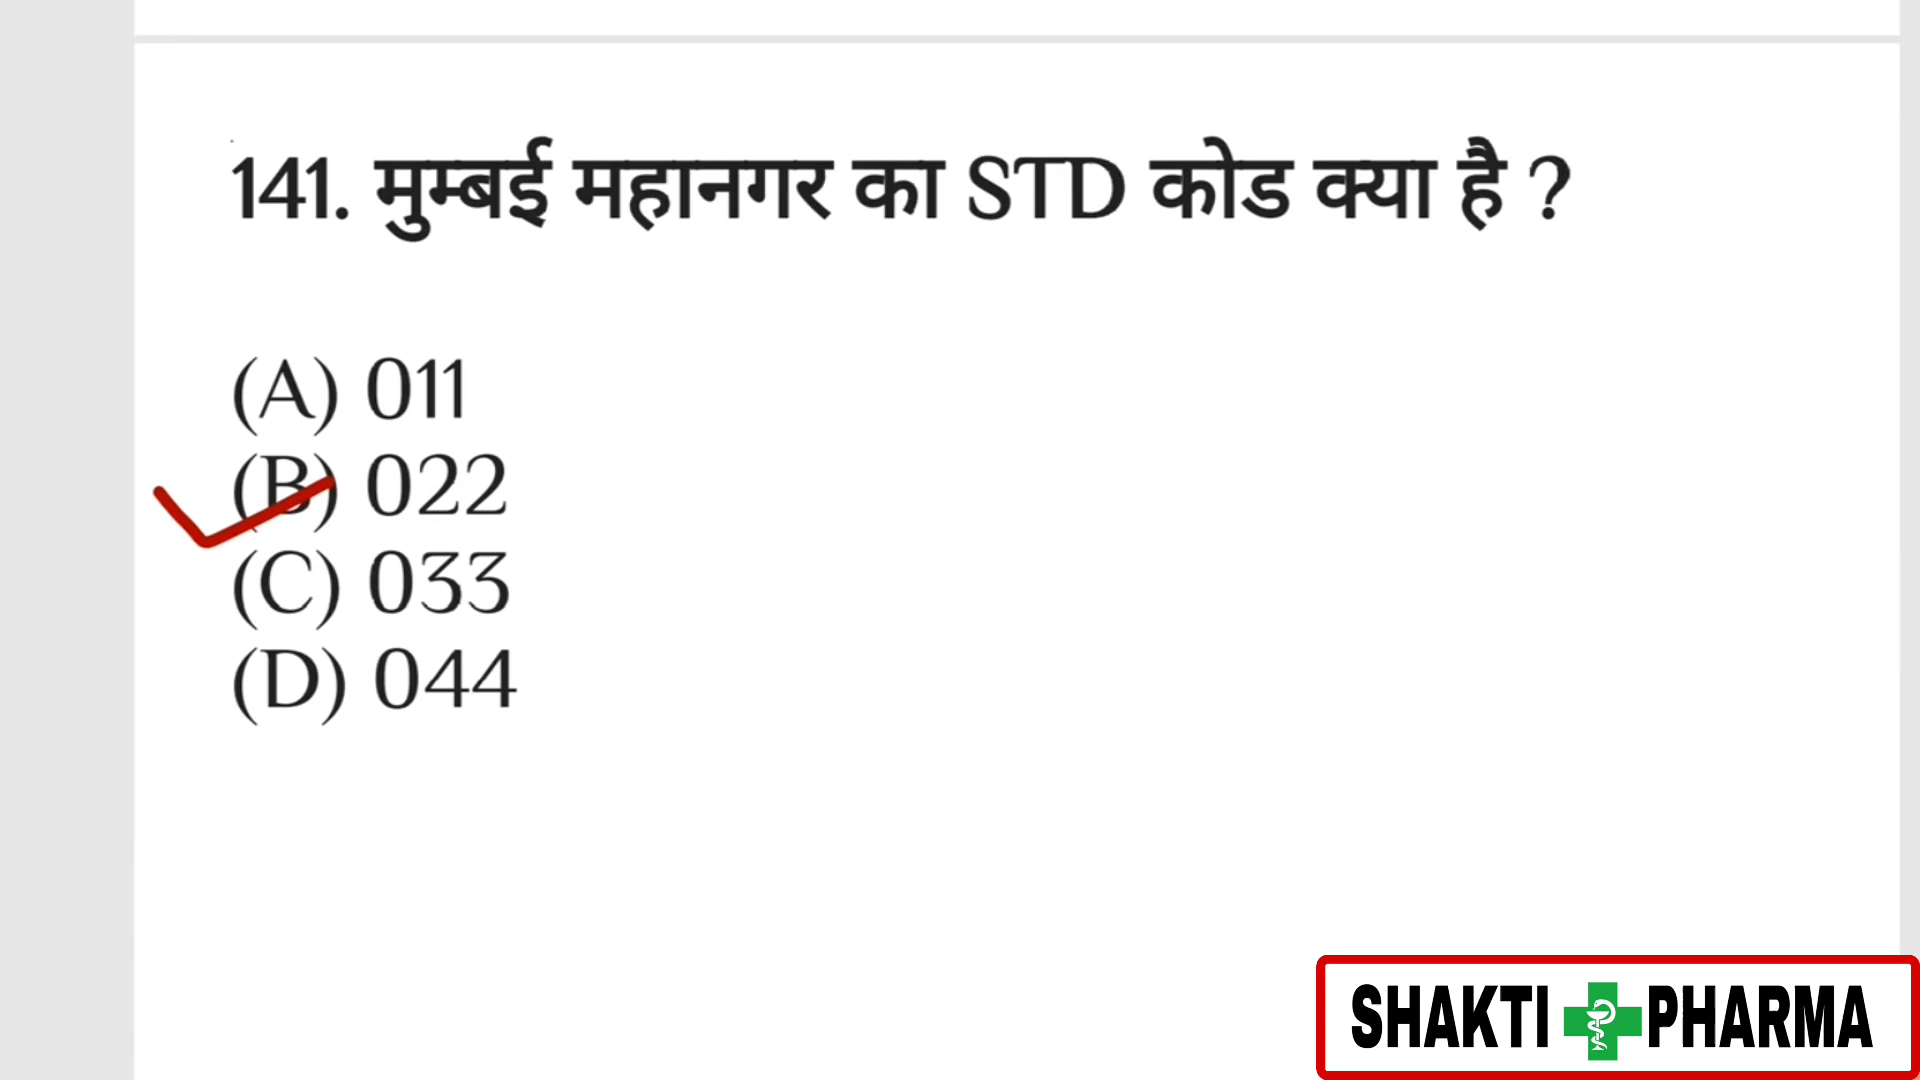 141. मुम्बई महानगर का STD कोड क्या है ?
(A) 011
(B) 022
(C) 033
(D) 044
SHAKTI PHARMA